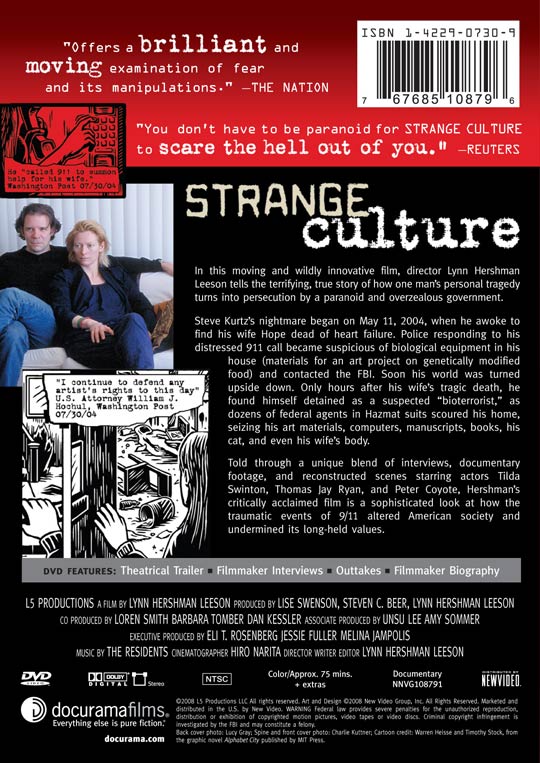 "Offers a brilliant and
moving examination of fear
and its manipulations." —THE NATION
ISBN 1-4229-0730-9
7 67685 10879 6
"You don't have to be paranoid for STRANGE CULTURE
to scare the hell out of you." —REUTERS
He "called 911 to summon
help for his wife."
Washington Post 07/30/04
STRANGE
culture
In this moving and wildly innovative film, director Lynn Hershman
Leeson tells the terrifying, true story of how one man's personal tragedy
turns into persecution by a paranoid and overzealous government.
Steve Kurtz's nightmare began on May 11, 2004, when he awoke to
find his wife Hope dead of heart failure. Police responding to his
distressed 911 call became suspicious of biological equipment in his
house (materials for an art project on genetically modified
food) and contacted the FBI. Soon his world was turned
upside down. Only hours after his wife's tragic death, he
found himself detained as a suspected "bioterrorist," as
dozens of federal agents in Hazmat suits scoured his home,
seizing his art materials, computers, manuscripts, books, his
cat, and even his wife's body.
"I continue to defend any
artist's rights to this day"
U.S. Attorney William J.
Hochul, Washington Post
07/30/04
Told through a unique blend of interviews, documentary
footage, and reconstructed scenes starring actors Tilda
Swinton, Thomas Jay Ryan, and Peter Coyote, Hershman's
critically acclaimed film is a sophisticated look at how the
traumatic events of 9/11 altered American society and
undermined its long-held values.
DVD FEATURES: Theatrical Trailer ■ Filmmaker Interviews ■ Outtakes ■ Filmmaker Biography
L5 PRODUCTIONS A FILM BY LYNN HERSHMAN LEESON PRODUCED BY LISE SWENSON, STEVEN C. BEER, LYNN HERSHMAN LEESON
CO PRODUCED BY LOREN SMITH BARBARA TOMBER DAN KESSLER ASSOCIATE PRODUCED BY UNSU LEE AMY SOMMER
EXECUTIVE PRODUCED BY ELI T. ROSENBERG JESSIE FULLER MELINA JAMPOLIS
MUSIC BY THE RESIDENTS CINEMATOGRAPHER HIRO NARITA DIRECTOR WRITER EDITOR LYNN HERSHMAN LEESON
DVD
VIDEO
DOLBY
DIGITAL
Stereo
NTSC
Color/Approx. 75 mins.
+ extras
Documentary
NNVG108791
DISTRIBUTED BY
NEWVIDEO.
docuramafilms®
Everything else is pure fiction.™
docurama.com
©2008 L5 Productions LLC All rights reserved. Art and Design ©2008 New Video Group, Inc. All Rights Reserved. Marketed and
distributed in the U.S. by New Video. WARNING Federal law provides severe penalties for the unauthorized reproduction,
distribution or exhibition of copyrighted motion pictures, video tapes or video discs. Criminal copyright infringement is
investigated by the FBI and may constitute a felony.
Back cover photo: Lucy Gray; Spine and front cover photo: Charlie Kuttner; Cartoon credit: Warren Heisse and Timothy Stock, from
the graphic novel Alphabet City published by MIT Press.